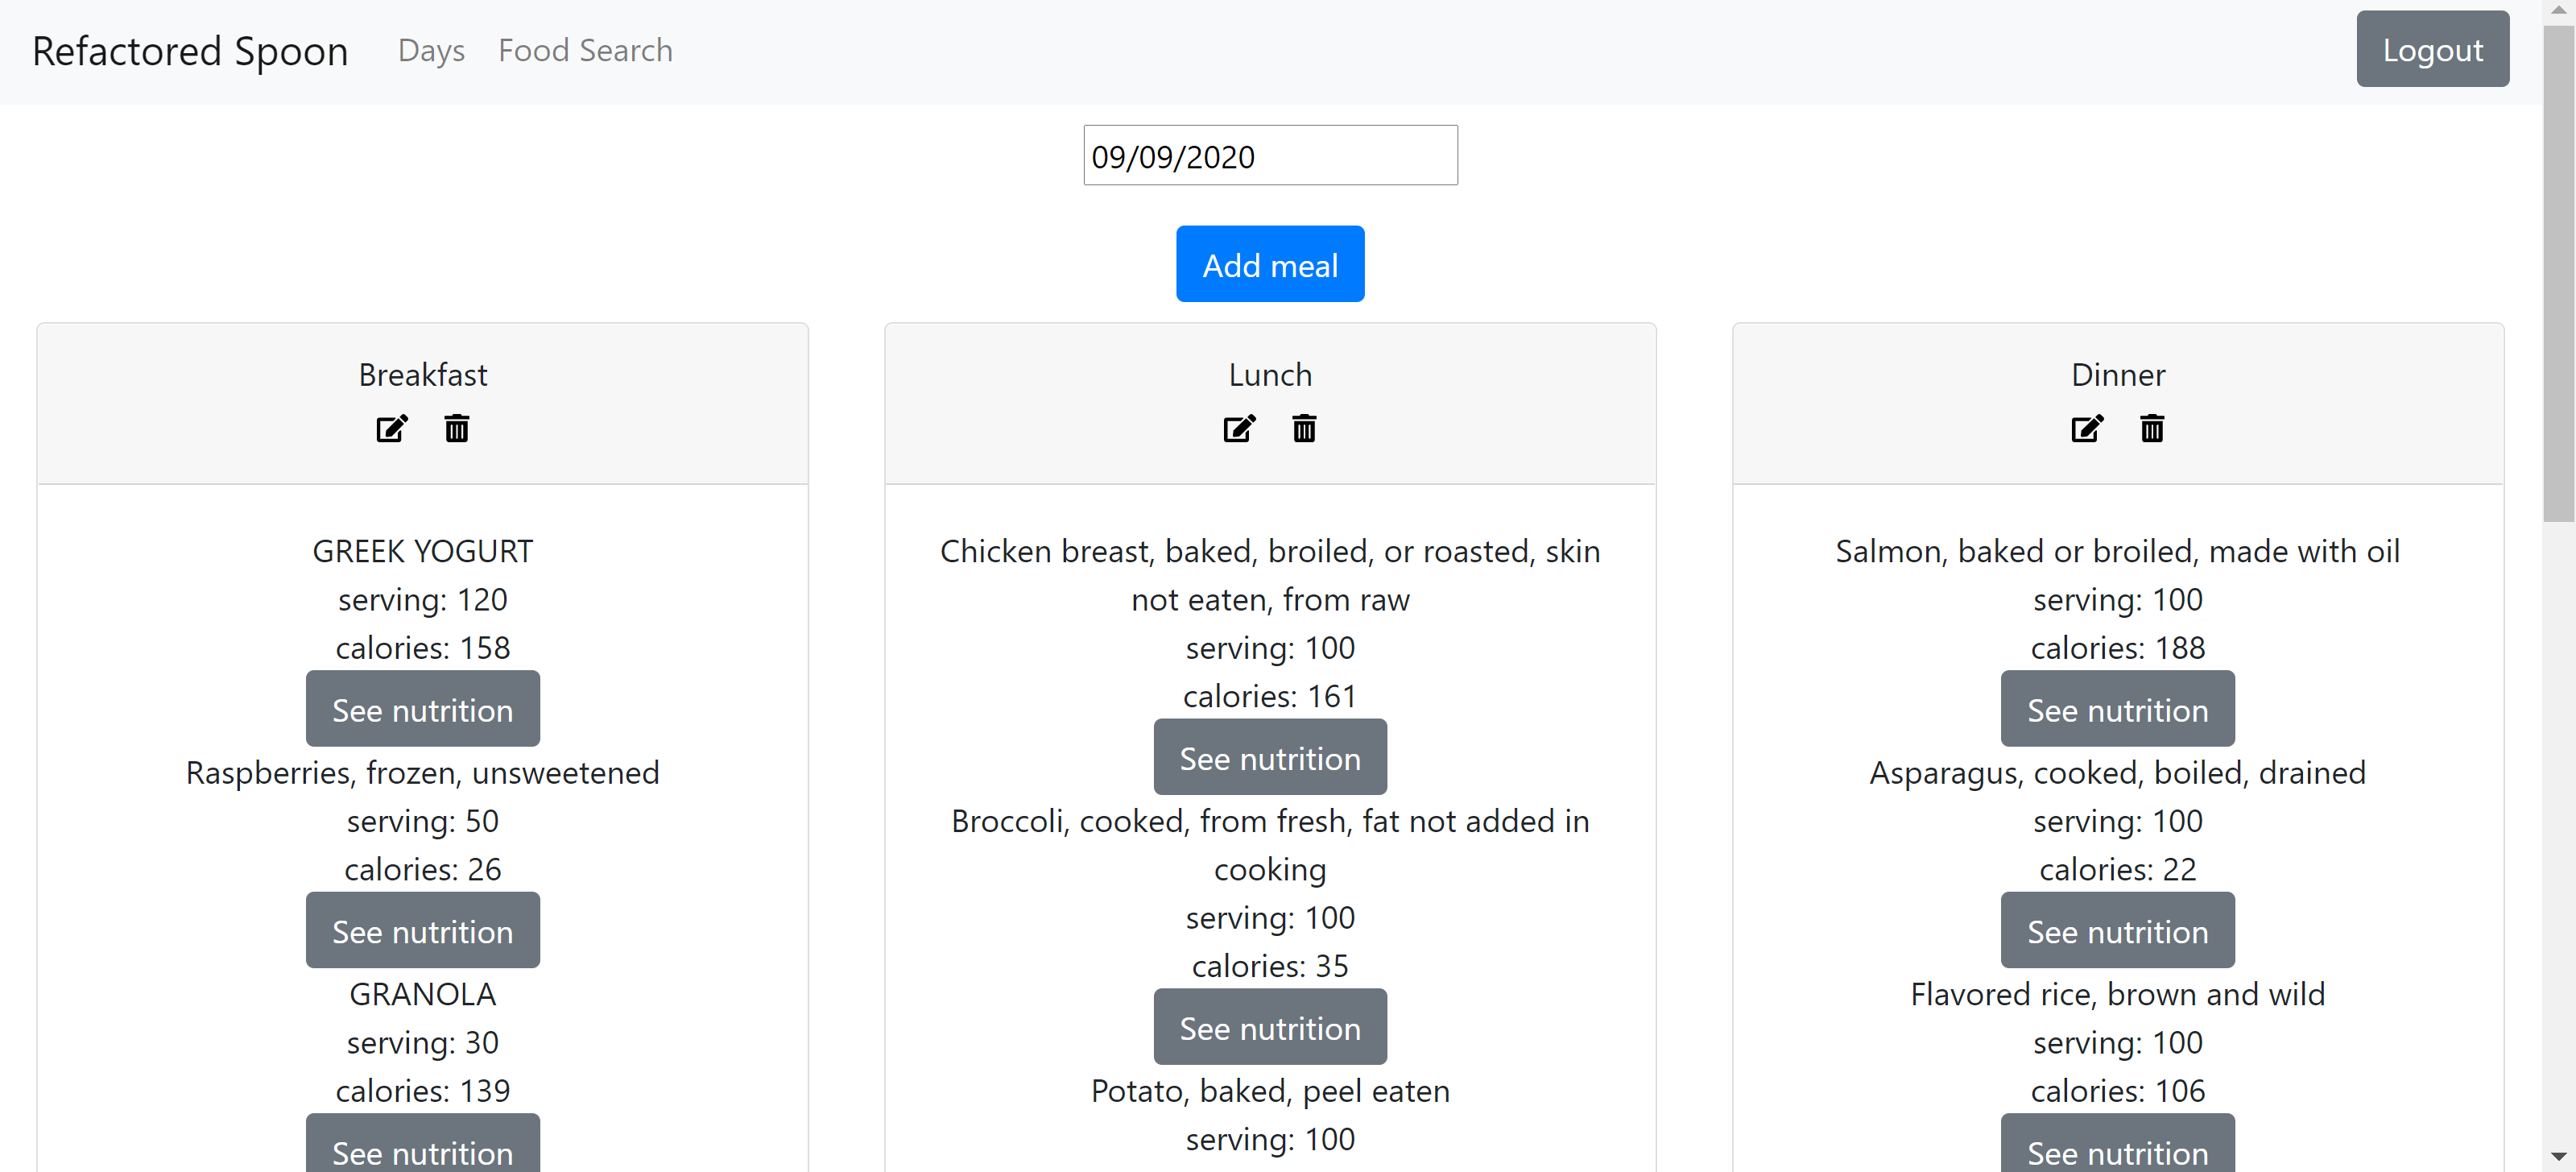 Refactored Spoon Days Food Search Logout
09/09/2020
Add meal
Breakfast
GREEK YOGURT
serving: 120
calories: 158
See nutrition
Raspberries, frozen, unsweetened
serving: 50
calories: 26
See nutrition
GRANOLA
serving: 30
calories: 139
See nutrition
Lunch
Chicken breast, baked, broiled, or roasted, skin
not eaten, from raw
serving: 100
calories: 161
See nutrition
Broccoli, cooked, from fresh, fat not added in
cooking
serving: 100
calories: 35
See nutrition
Potato, baked, peel eaten
serving: 100
Dinner
Salmon, baked or broiled, made with oil
serving: 100
calories: 188
See nutrition
Asparagus, cooked, boiled, drained
serving: 100
calories: 22
See nutrition
Flavored rice, brown and wild
serving: 100
calories: 106
See nutrition